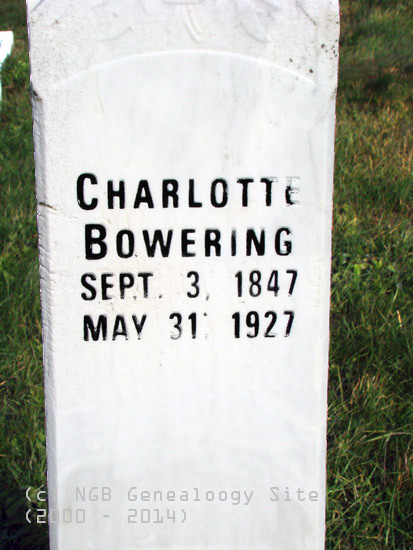 CHARLOTTE
BOWERING
SEPT. 3, 1847
MAY 31, 1927
(c) NGB Genealoogy Site
(2000 - 2014)